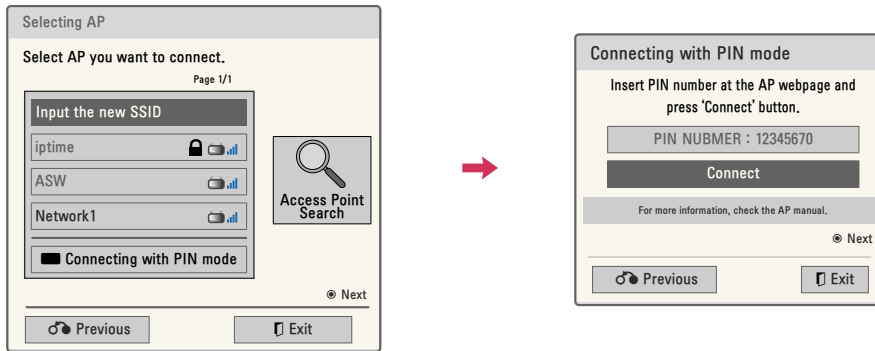 Selecting AP
Select AP you want to connect.
Page 1/1
Input the new SSID
iptime
ASW
Network1
Connecting with PIN mode
Access Point
Search
◉ Next
Previous
Exit
Connecting with PIN mode
Insert PIN number at the AP webpage and
press ‘Connect’ button.
PIN NUBMER : 12345670
Connect
For more information, check the AP manual.
◉ Next
Previous
Exit